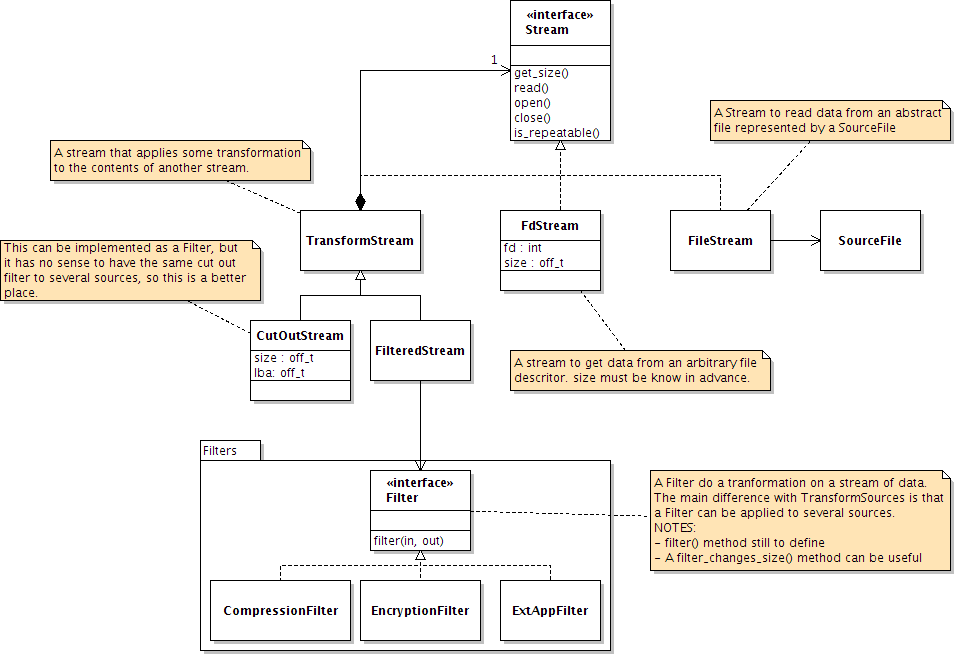 «interface»
Stream
1
get_size()
read()
open()
close()
is_repeatable()
A Stream to read data from an abstract
file represented by a SourceFile
A stream that applies some transformation
to the contents of another stream.
TransformStream
FdStream
fd : int
size : off_t
FileStream
SourceFile
This can be implemented as a Filter, but
it has no sense to have the same cut out
filter to several sources, so this is a better
place.
CutOutStream
size : off_t
lba: off_t
FilteredStream
A stream to get data from an arbitrary file
descritor. size must be know in advance.
Filters
«interface»
Filter
filter(in, out)
A Filter do a tranformation on a stream of data.
The main difference with TransformSources is that
a Filter can be applied to several sources.
NOTES:
- filter() method still to define
- A filter_changes_size() method can be useful
CompressionFilter
EncryptionFilter
ExtAppFilter